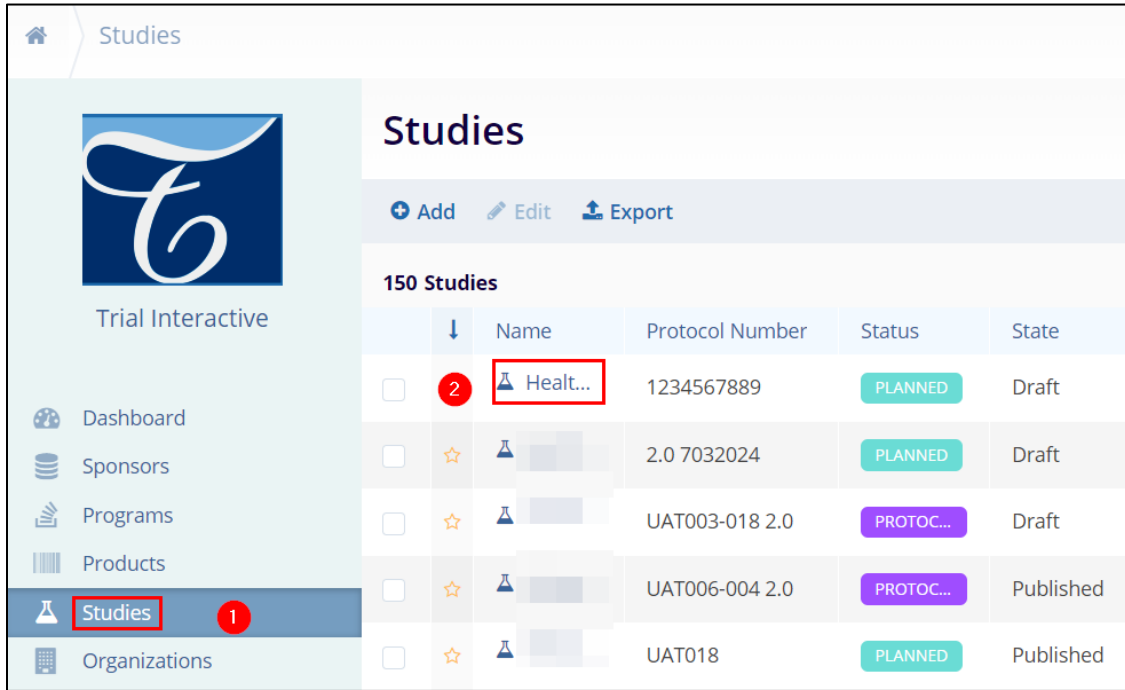 Studies
Trial Interactive
Dashboard
Sponsors
Programs
Products
Studies 1
Organizations
Studies
Add Edit Export
150 Studies
Name Protocol Number Status State
2 Healt... 1234567889 PLANNED Draft
2.0 7032024 PLANNED Draft
UAT003-018 2.0 PROTOC... Draft
UAT006-004 2.0 PROTOC... Published
UAT018 PLANNED Published